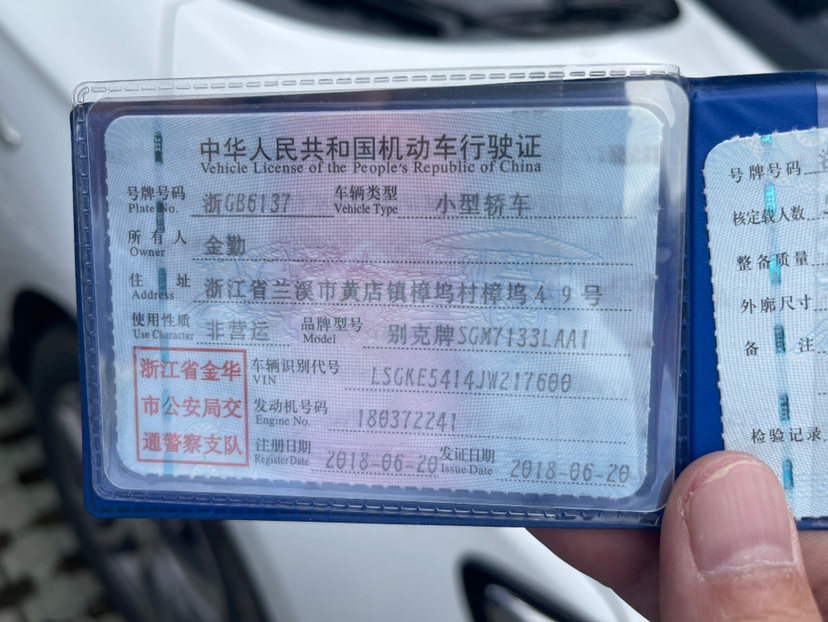 中华人民共和国机动车行驶证
Vehicle License of the People's Republic of China
号牌号码 浙GB6137 车辆类型 小型轿车
Plate No. Vehicle Type
所有人 金勤
Owner
住址 浙江省兰溪市黄店镇樟坞村樟坞49号
Address
使用性质 非营运 品牌型号 别克牌SGM7133LAA1
Use Character Model
浙江省金华
市公安局交
通警察支队
车辆识别代号 LSGKE5414JW217600
VIN
发动机号码 180372241
Engine No.
注册日期 2018-06-20 发证日期 2018-06-20
Register Date Issue Date
号牌号码
核定载人数
整备质量
外廓尺寸
备注
检验记录